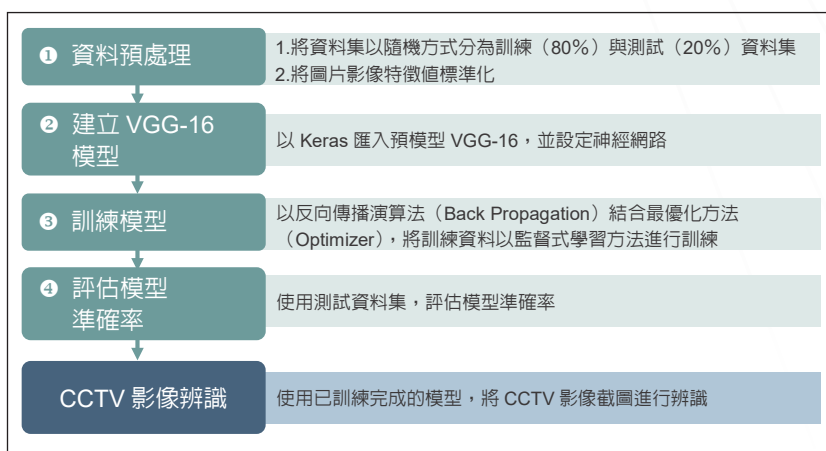 ❶ 資料預處理
1.將資料集以隨機方式分為訓練（80%）與測試（20%）資料集
2.將圖片影像特徵值標準化
❷ 建立 VGG-16
模型
以 Keras 匯入預模型 VGG-16，並設定神經網路
❸ 訓練模型
以反向傳播演算法（Back Propagation）結合最優化方法
（Optimizer），將訓練資料以監督式學習方法進行訓練
❹ 評估模型
準確率
使用測試資料集，評估模型準確率
CCTV 影像辨識
使用已訓練完成的模型，將 CCTV 影像截圖進行辨識